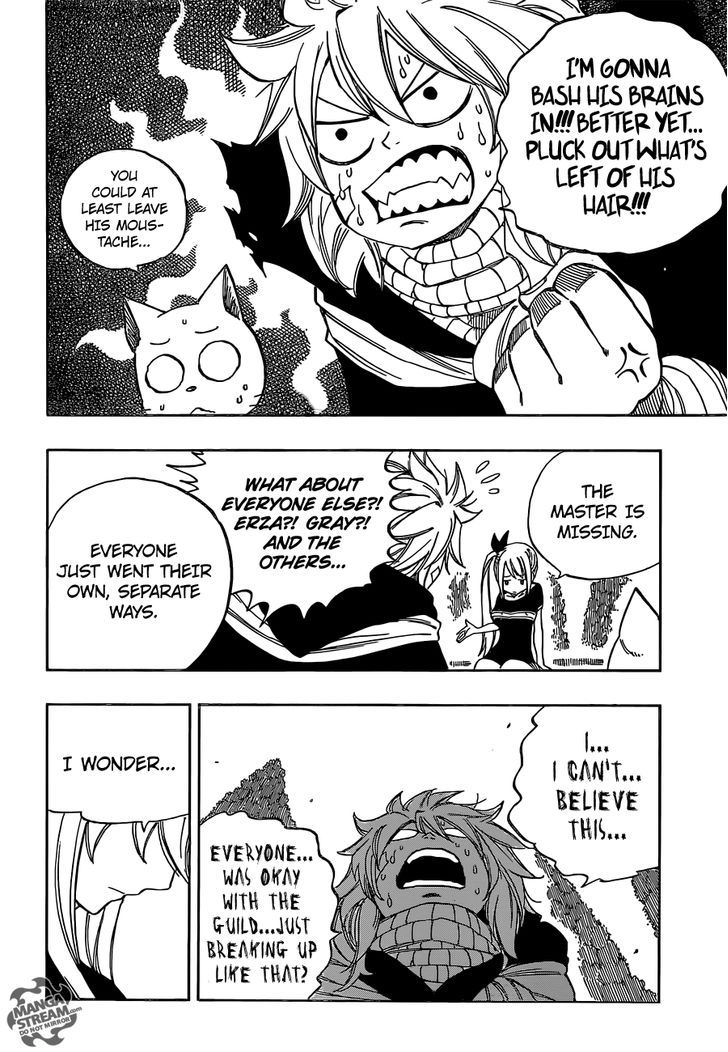 I'M GONNA
BASH HIS BRAINS
IN!!! BETTER YET...
PLUCK OUT WHAT'S
LEFT OF HIS
HAIR!!!
YOU
COULD AT
LEAST LEAVE
HIS MOUS-
TACHE...
THE
MASTER IS
MISSING.
WHAT ABOUT
EVERYONE ELSE?!
ERZA?! GRAY?!
AND THE
OTHERS...
EVERYONE
JUST WENT THEIR
OWN, SEPARATE
WAYS.
I...
I CAN'T...
BELIEVE
THIS...
EVERYONE...
WAS OKAY
WITH THE
GUILD...JUST
BREAKING UP
LIKE THAT?
I WONDER...
MANGA
STREAM.com
DO NOT MIRROR!